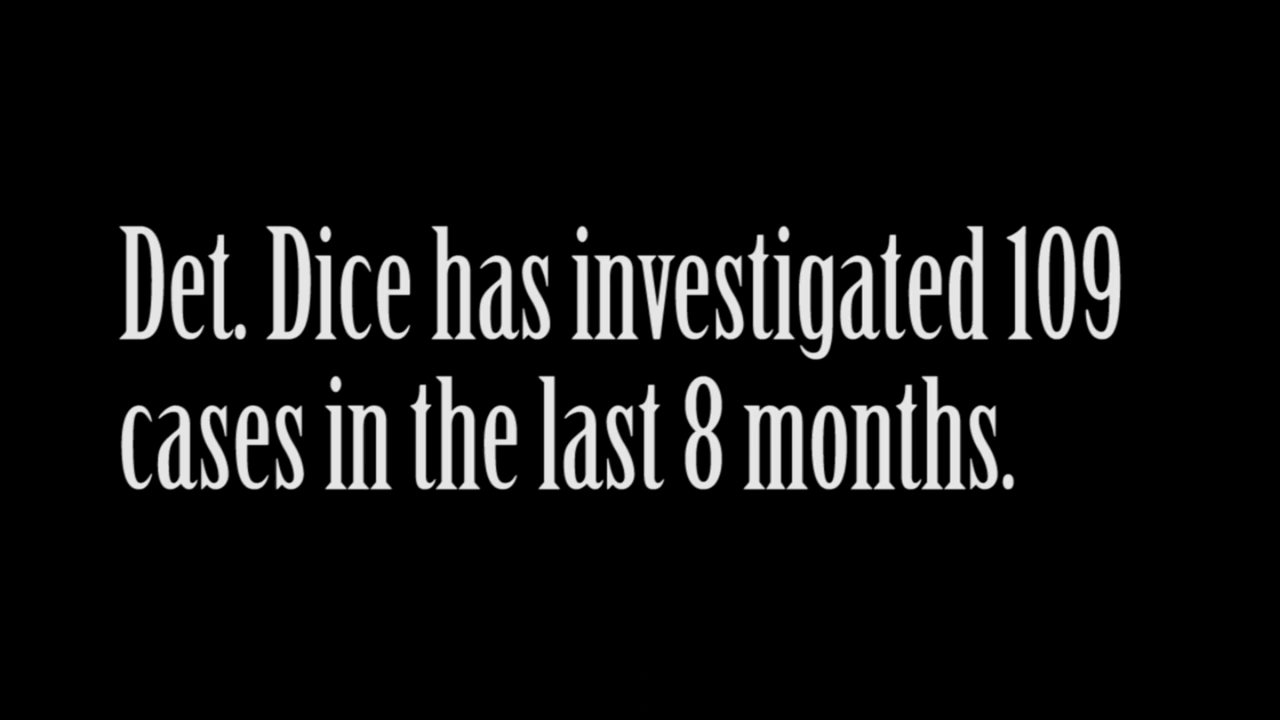 Det. Dice has investigated 109
cases in the last 8 months.